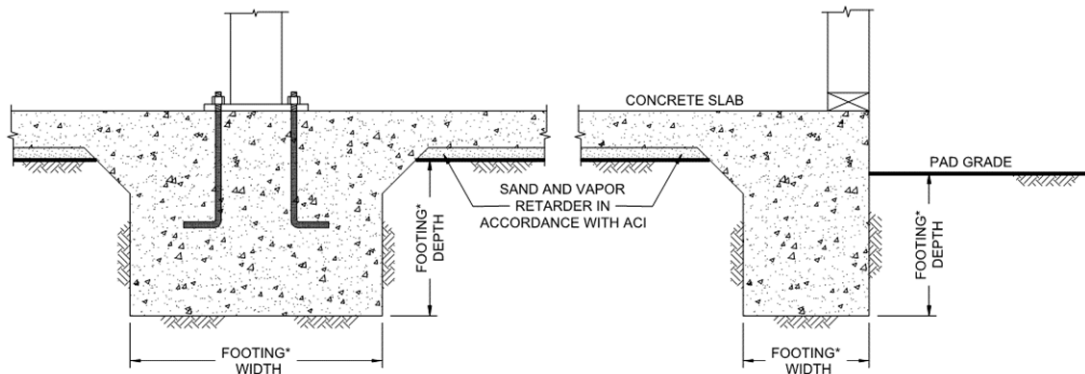 CONCRETE SLAB
PAD GRADE
SAND AND VAPOR
RETARDER IN
ACCORDANCE WITH ACI
FOOTING*
DEPTH
FOOTING*
DEPTH
FOOTING*
WIDTH
FOOTING*
WIDTH